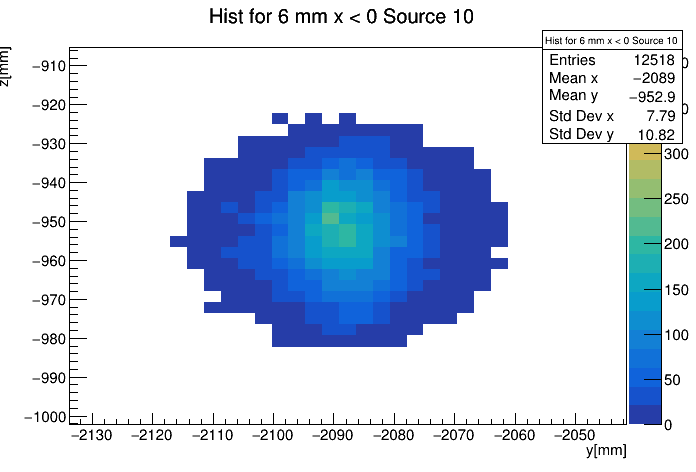 Hist for 6 mm x < 0 Source 10
z[mm]
Hist for 6 mm x < 0 Source 10
Entries 12518
Mean x −2089
Mean y −952.9
Std Dev x 7.79
Std Dev y 10.82
−910
−920
−930
−940
−950
−960
−970
−980
−990
−1000
300
250
200
150
100
50
0
−2130 −2120 −2110 −2100 −2090 −2080 −2070 −2060 −2050
y[mm]